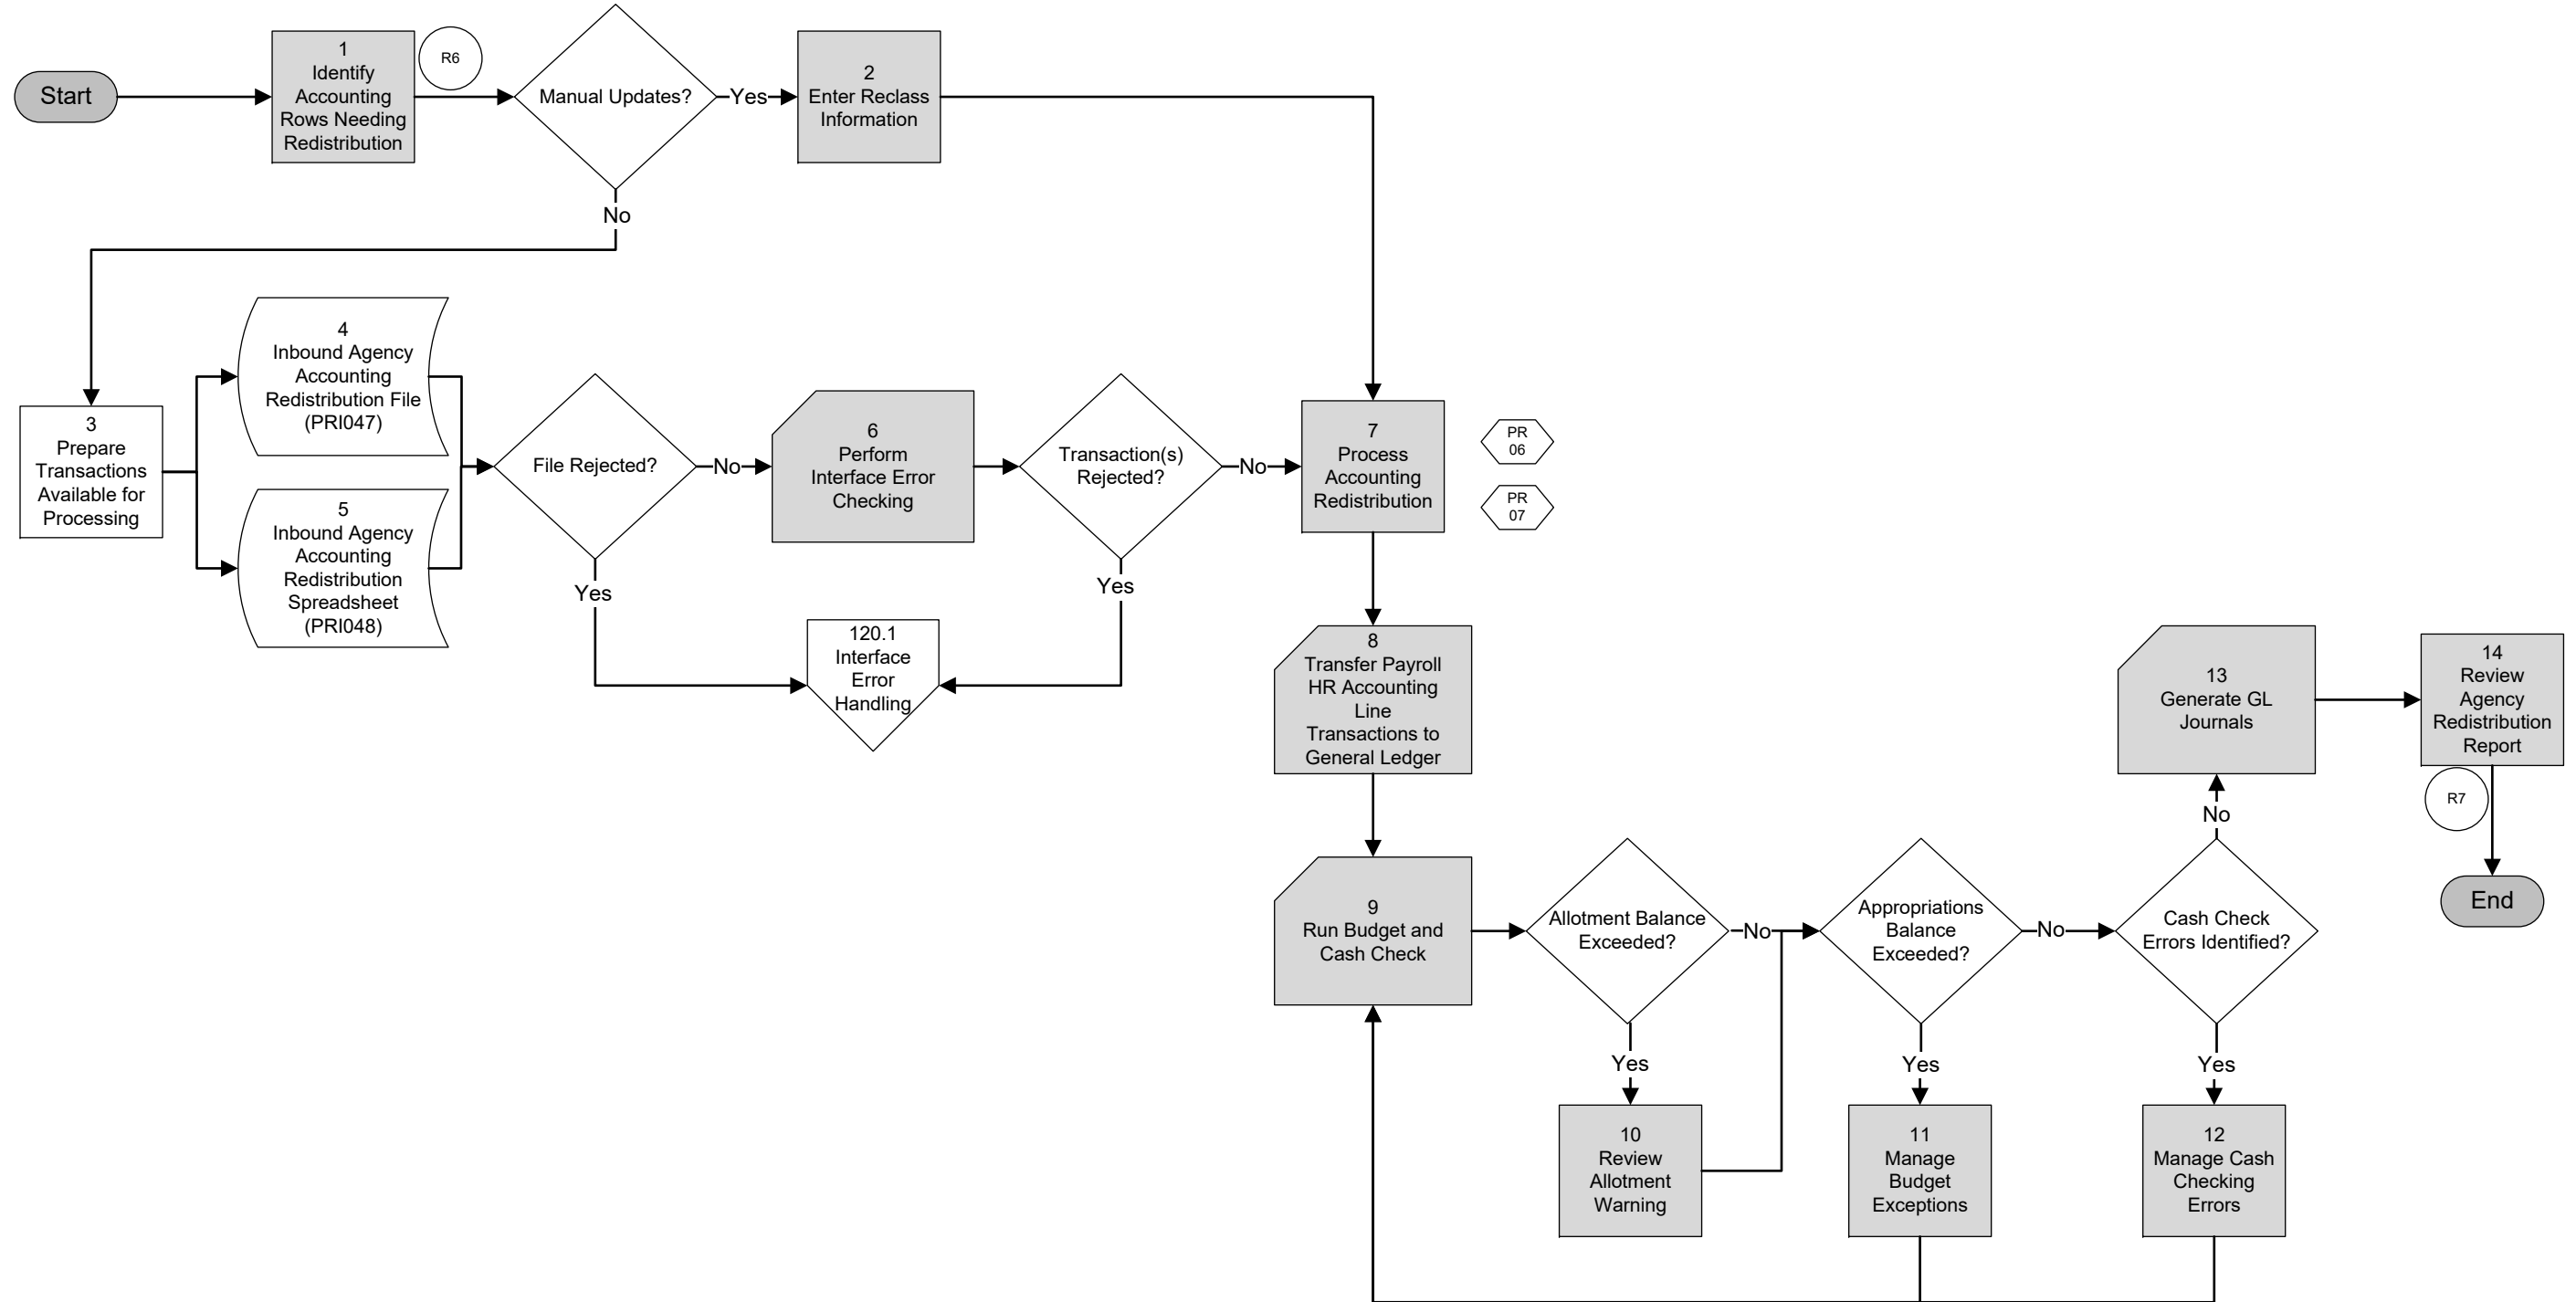 Start
1
Identify
Accounting
Rows Needing
Redistribution
R6
Manual Updates?
Yes
2
Enter Reclass
Information
No
3
Prepare
Transactions
Available for
Processing
4
Inbound Agency
Accounting
Redistribution File
(PRI047)
5
Inbound Agency
Accounting
Redistribution
Spreadsheet
(PRI048)
File Rejected?
No
Yes
6
Perform
Interface Error
Checking
Transaction(s)
Rejected?
No
Yes
120.1
Interface
Error
Handling
7
Process
Accounting
Redistribution
PR
06
PR
07
8
Transfer Payroll
HR Accounting
Line
Transactions to
General Ledger
9
Run Budget and
Cash Check
Allotment Balance
Exceeded?
No
Yes
10
Review
Allotment
Warning
Appropriations
Balance
Exceeded?
No
Yes
11
Manage
Budget
Exceptions
Cash Check
Errors Identified?
Yes
12
Manage Cash
Checking
Errors
No
13
Generate GL
Journals
14
Review
Agency
Redistribution
Report
R7
End